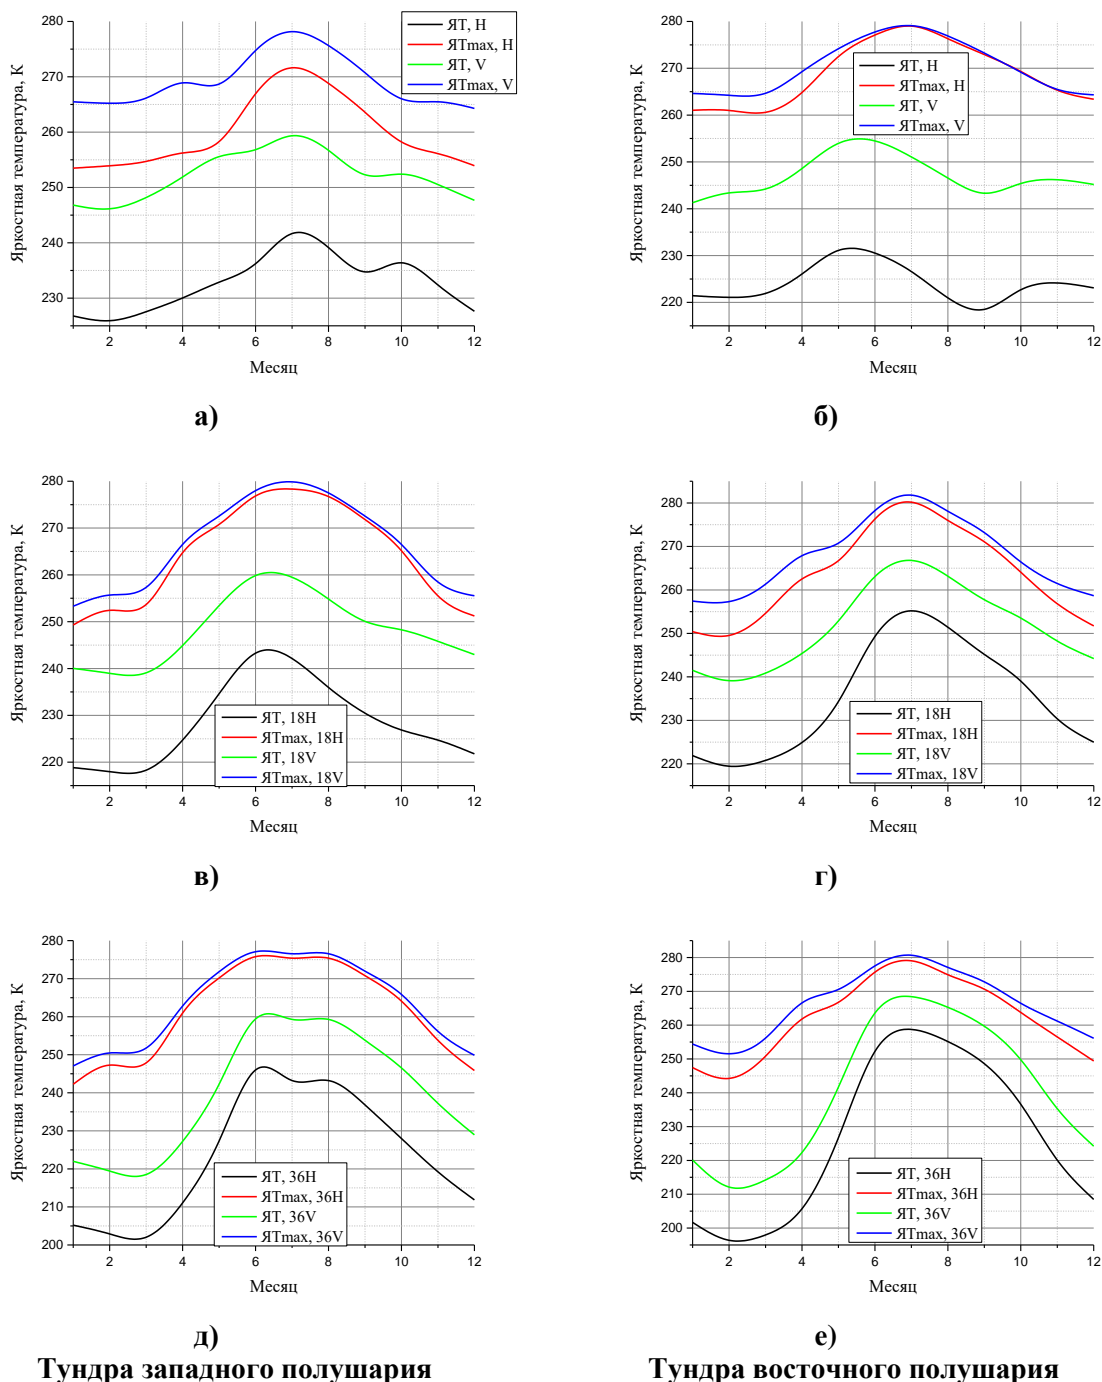 Яркостная температура, К
280
270
260
250
240
230
2 4 6 8 10 12
Месяц
ЯТ, H
ЯТmax, H
ЯТ, V
ЯТmax, V
а)
Яркостная температура, К
280
270
260
250
240
230
220
2 4 6 8 10 12
Месяц
ЯТ, H
ЯТmax, H
ЯТ, V
ЯТmax, V
б)
Яркостная температура, К
280
270
260
250
240
230
220
2 4 6 8 10 12
Месяц
ЯТ, 18H
ЯТmax, 18H
ЯТ, 18V
ЯТmax, 18V
в)
Яркостная температура, К
280
270
260
250
240
230
220
2 4 6 8 10 12
Месяц
ЯТ, 18H
ЯТmax, 18H
ЯТ, 18V
ЯТmax, 18V
г)
Яркостная температура, К
280
270
260
250
240
230
220
210
200
2 4 6 8 10 12
Месяц
ЯТ, 36H
ЯТmax, 36H
ЯТ, 36V
ЯТmax, 36V
д)
Тундра западного полушария
Яркостная температура, К
280
270
260
250
240
230
220
210
200
2 4 6 8 10 12
Месяц
ЯТ, 36H
ЯТmax, 36H
ЯТ, 36V
ЯТmax, 36V
е)
Тундра восточного полушария